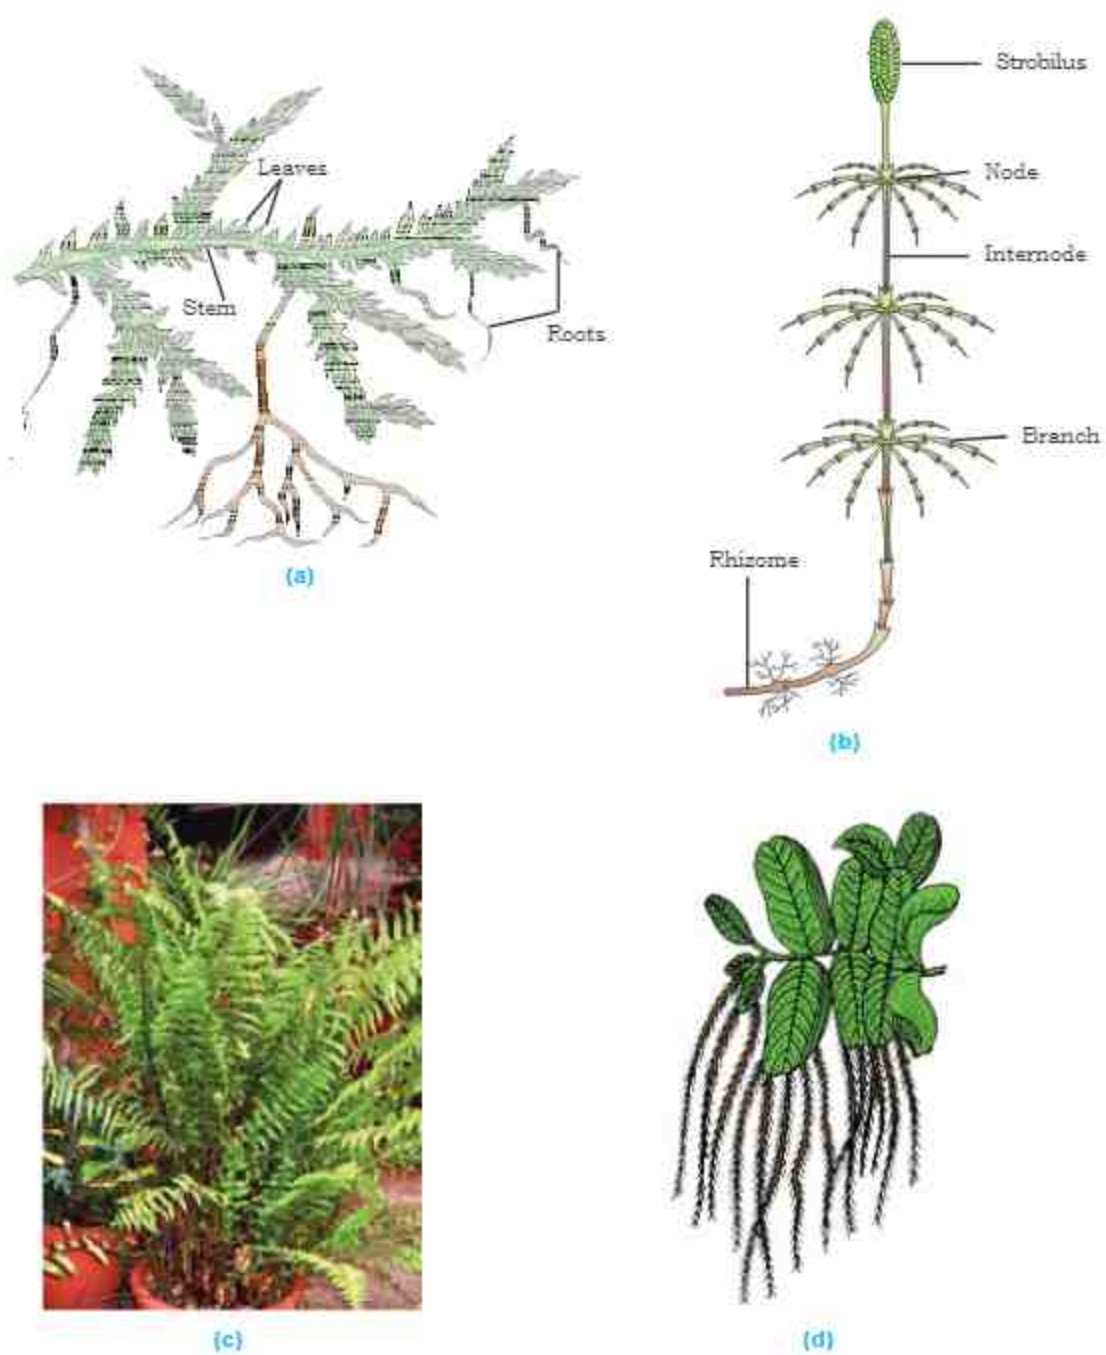 Strobilus
Leaves
Node
Internode
Stem
Roots
Branch
Rhizome
(a)
(b)
(c)
(d)